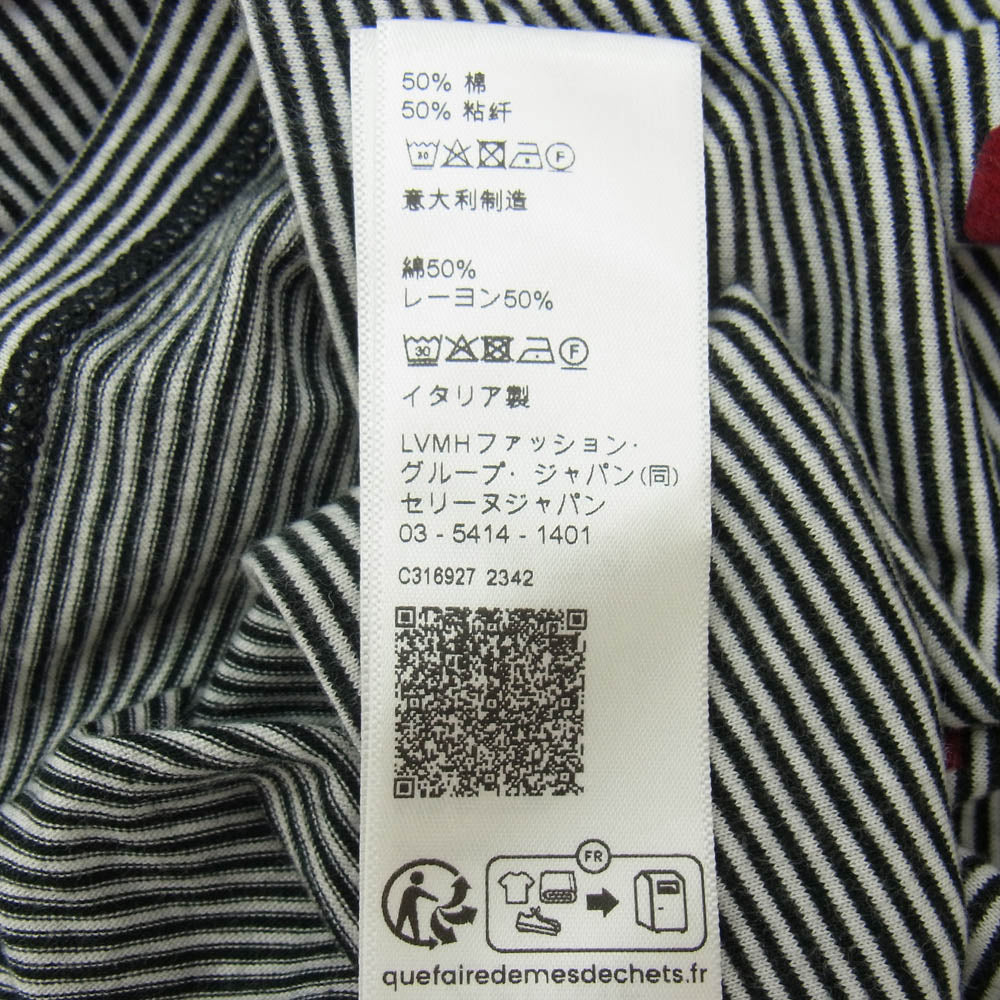 50% 棉
50% 粘纤
30 F
意大利制造
綿50%
レーヨン50%
30 F
イタリア製
LVMHファッション・
グループ・ジャパン(同)
セリーヌジャパン
03 - 5414 - 1401
C316927 2342
FR
quefairedemesdechets.fr